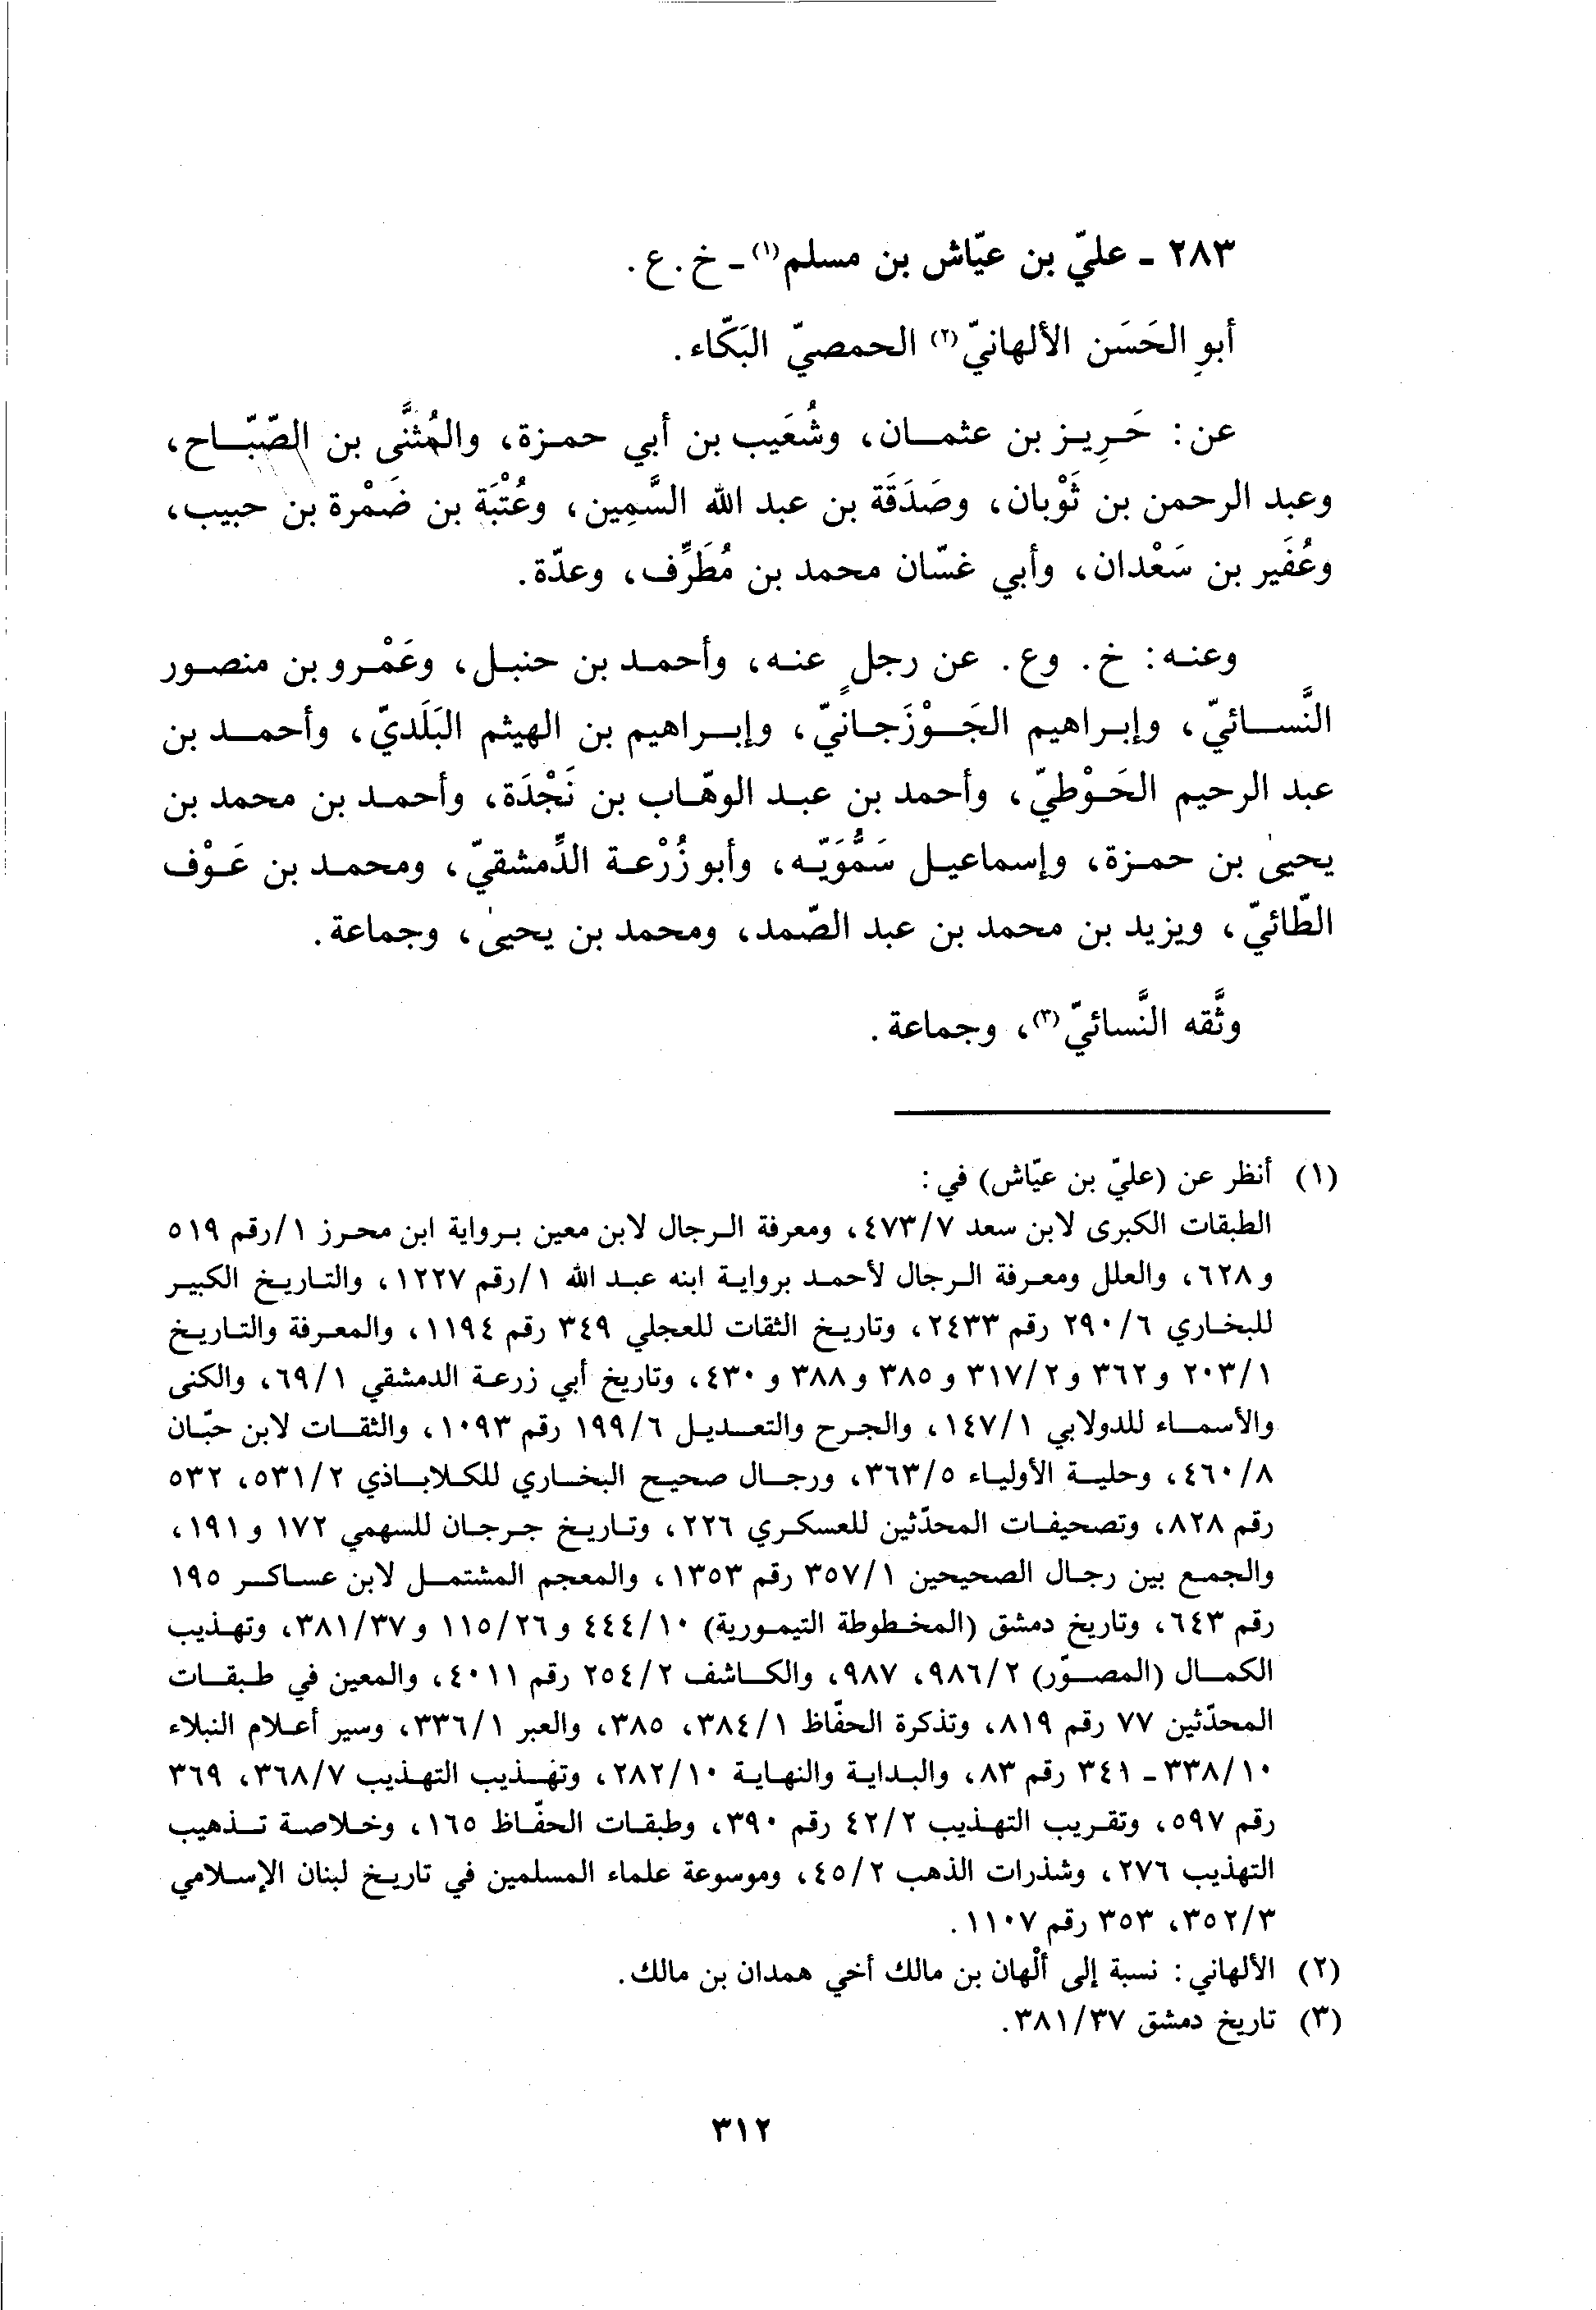 ٢٨٣ - عليّ بن عيّاش بن مسلم(١) - خ. ع.
أبو الحَسَن الألهانيّ(٢) الحمصيّ البَكّاء.
عن: حَرِيز بن عثمان، وشُعَيب بن أبي حمزة، والمُثنَّى بن الصّبّاح،
وعبد الرحمن بن ثَوْبان، وصَدَقَة بن عبد الله السَّمِين، وعُتْبَة بن ضَمْرة بن حبيب،
وعُفَير بن سَعْدان، وأبي غسّان محمد بن مُطَرِّف، وعدّة.
وعنه: خ. وع. عن رجلٍ عنه، وأحمد بن حنبل، وعَمْرو بن منصور
النَّسائيّ، وإبراهيم الجَوْزَجانيّ، وإبراهيم بن الهيثم البَلَديّ، وأحمد بن
عبد الرحيم الحَوْطيّ، وأحمد بن عبد الوهّاب بن نَجْدَة، وأحمد بن محمد بن
يحيىٰ بن حمزة، وإسماعيل سَمُّوَيّه، وأبو زُرْعة الدِّمشقيّ، ومحمد بن عَوْف
الطّائيّ، ويزيد بن محمد بن عبد الصّمد، ومحمد بن يحيىٰ، وجماعة.
وثَّقه النَّسائيّ(٣)، وجماعة.
(١) أنظر عن (عليّ بن عيّاش) في:
الطبقات الكبرى لابن سعد ٤٧٣/٧، ومعرفة الرجال لابن معين برواية ابن محرز ١/رقم ٥١٩
و ٦٢٨، والعلل ومعرفة الرجال لأحمد برواية ابنه عبد الله ١/رقم ١٢٢٧، والتاريخ الكبير
للبخاري ٢٩٠/٦ رقم ٢٤٣٣، وتاريخ الثقات للعجلي ٣٤٩ رقم ١١٩٤، والمعرفة والتاريخ
٢٠٣/١ و ٣٦٢ و ٣١٧/٢ و ٣٨٥ و ٣٨٨ و ٤٣٠، وتاريخ أبي زرعة الدمشقي ٦٩/١، والكنى
والأسماء للدولابي ١٤٧/١، والجرح والتعديل ١٩٩/٦ رقم ١٠٩٣، والثقات لابن حبّان
٤٦٠/٨، وحلية الأولياء ٣٦٣/٥، ورجال صحيح البخاري للكلاباذي ٥٣١/٢، ٥٣٢
رقم ٨٢٨، وتصحيفات المحدّثين للعسكري ٢٢٦، وتاريخ جرجان للسهمي ١٧٢ و ١٩١،
والجمع بين رجال الصحيحين ٣٥٧/١ رقم ١٣٥٣، والمعجم المشتمل لابن عساكر ١٩٥
رقم ٦٤٣، وتاريخ دمشق (المخطوطة التيمورية) ٤٤٤/١٠ و ١١٥/٢٦ و ٣٨١/٣٧، وتهذيب
الكمال (المصوّر) ٩٨٦/٢، ٩٨٧، والكاشف ٢٥٤/٢ رقم ٤٠١١، والمعين في طبقات
المحدّثين ٧٧ رقم ٨١٩، وتذكرة الحفّاظ ٣٨٤/١، ٣٨٥، والعبر ٣٣٦/١، وسير أعلام النبلاء
٣٣٨/١٠ - ٣٤١ رقم ٨٣، والبداية والنهاية ٢٨٢/١٠، وتهذيب التهذيب ٣٦٨/٧، ٣٦٩
رقم ٥٩٧، وتقريب التهذيب ٤٢/٢ رقم ٣٩٠، وطبقات الحفّاظ ١٦٥، وخلاصة تذهيب
التهذيب ٢٧٦، وشذرات الذهب ٤٥/٢، وموسوعة علماء المسلمين في تاريخ لبنان الإسلامي
٣٥٢/٣، ٣٥٣ رقم ١١٠٧.
(٢) الألهاني: نسبة إلى ألْهان بن مالك أخي همدان بن مالك.
(٣) تاريخ دمشق ٣٨١/٣٧.
٣١٢